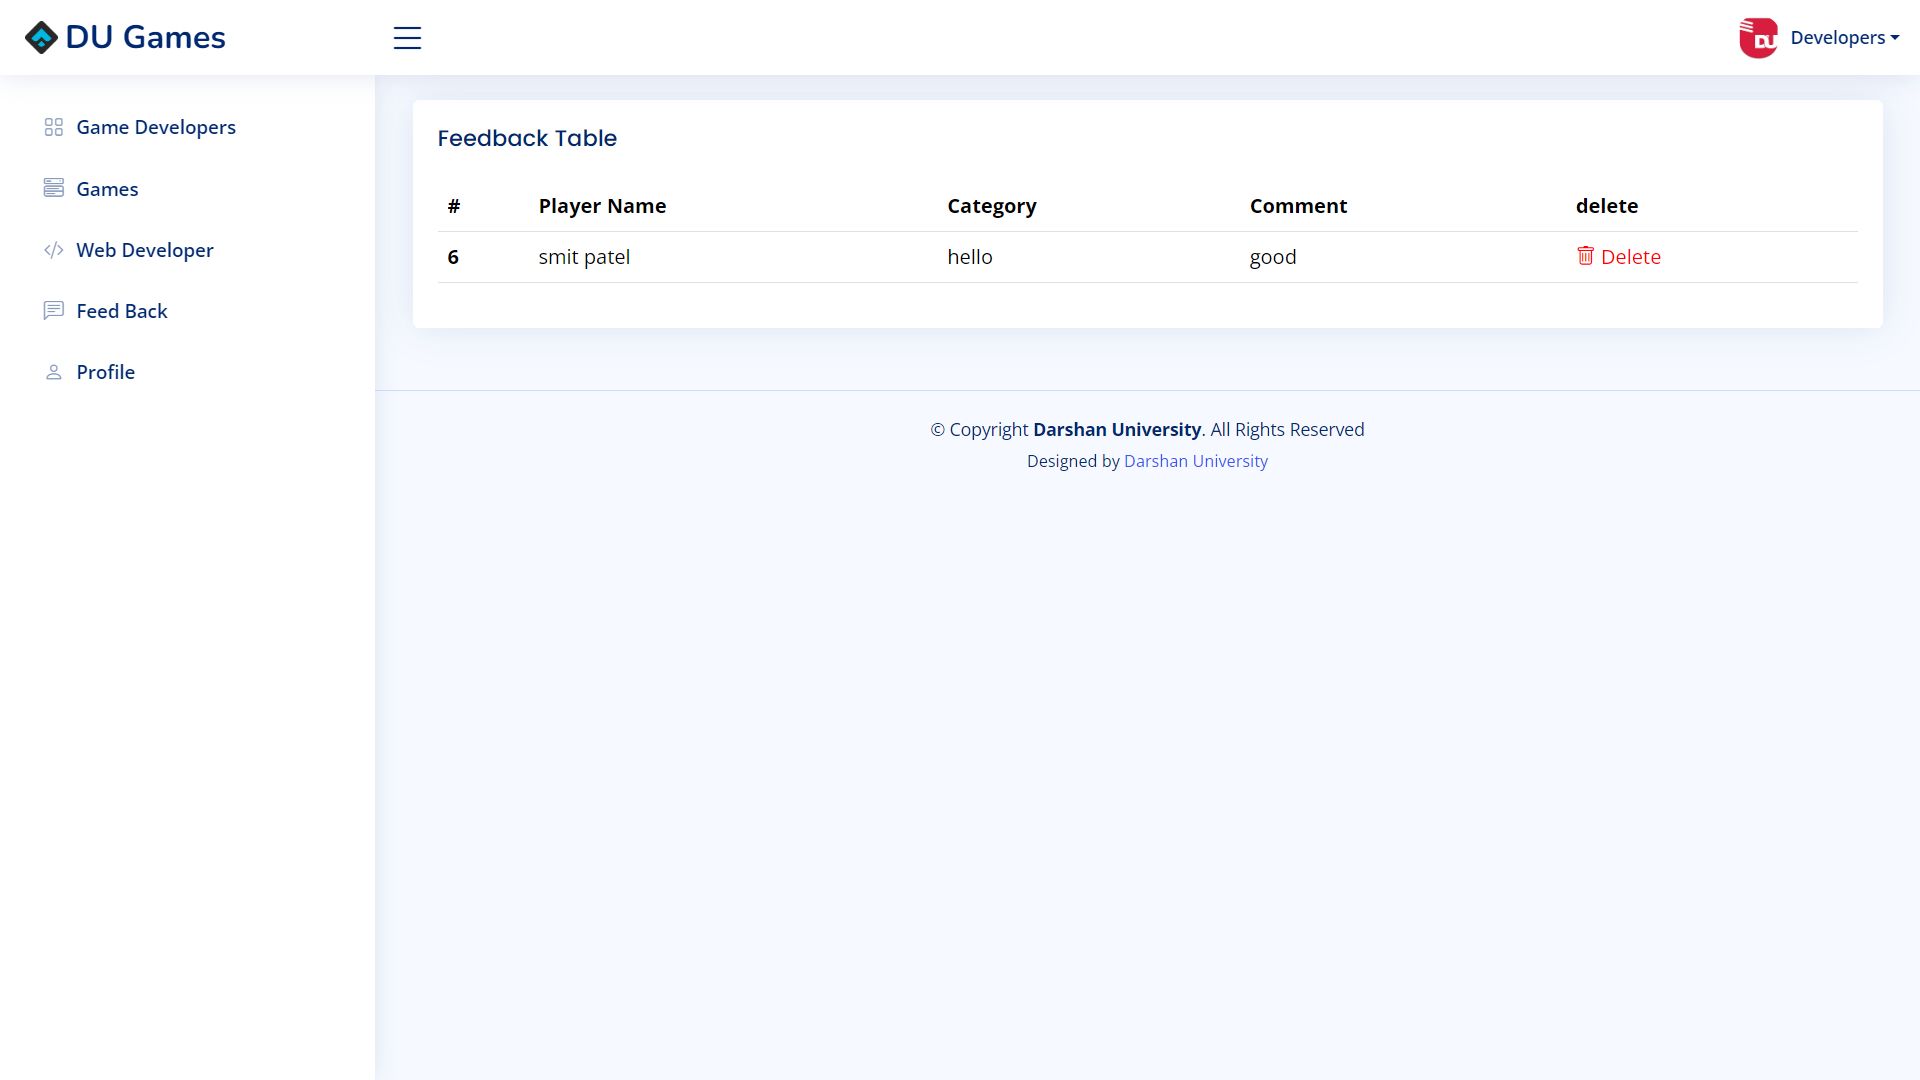 DU Games
DU
Developers
Game Developers
Games
Web Developer
Feed Back
Profile
Feedback Table
# Player Name Category Comment delete
6 smit patel hello good Delete
© Copyright Darshan University. All Rights Reserved
Designed by Darshan University